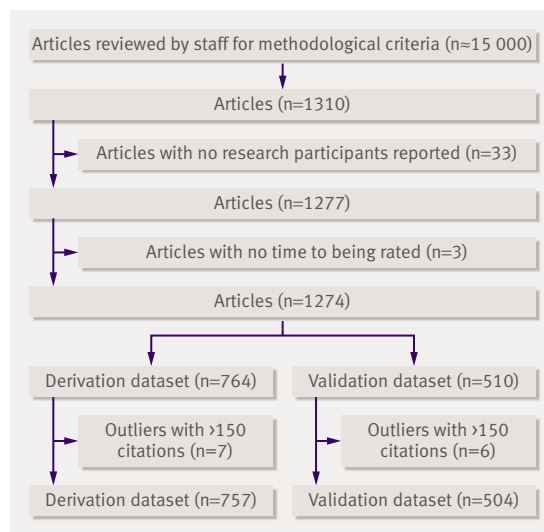 Articles reviewed by staff for methodological criteria (n≈15 000)
Articles (n=1310)
Articles with no research participants reported (n=33)
Articles (n=1277)
Articles with no time to being rated (n=3)
Articles (n=1274)
Derivation dataset (n=764)
Validation dataset (n=510)
Outliers with >150
citations (n=7)
Outliers with >150
citations (n=6)
Derivation dataset (n=757)
Validation dataset (n=504)